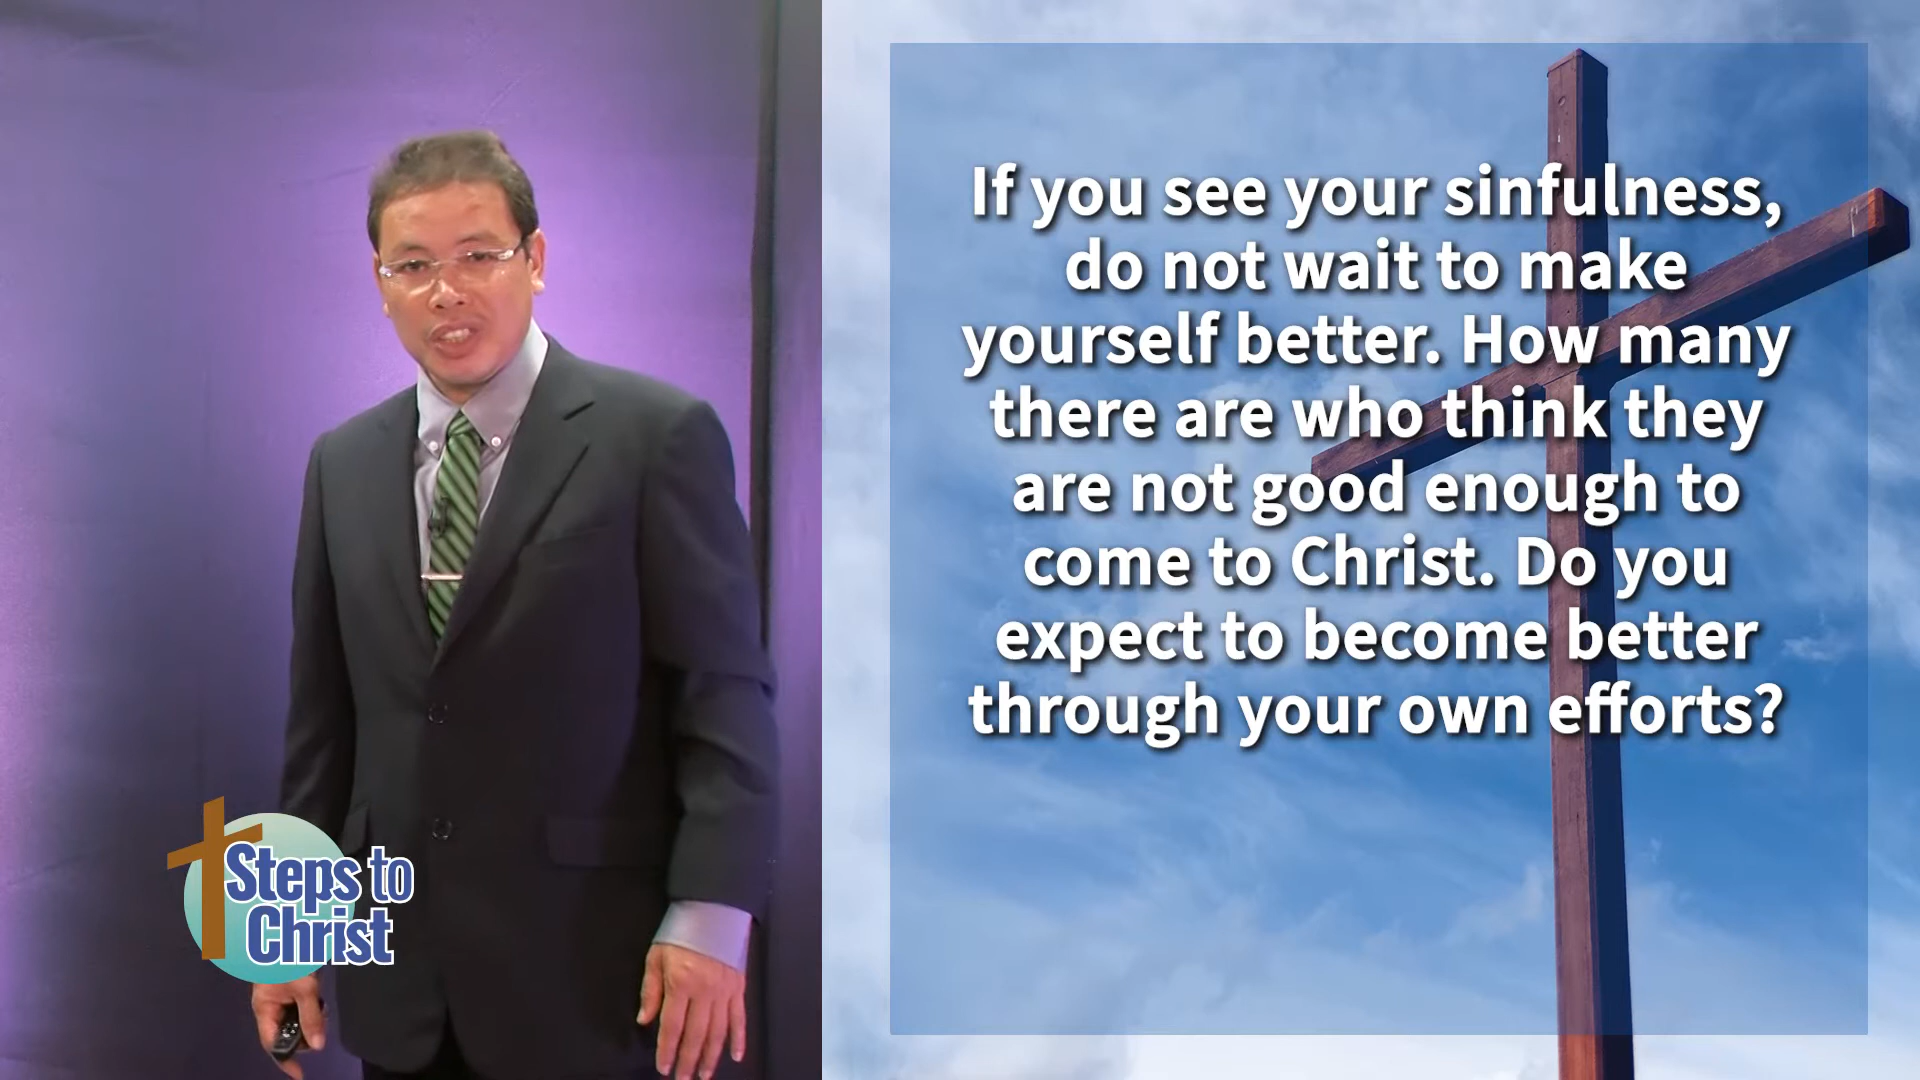 If you see your sinfulness,
do not wait to make
yourself better. How many
there are who think they
are not good enough to
come to Christ. Do you
expect to become better
through your own efforts?
Steps to
Christ